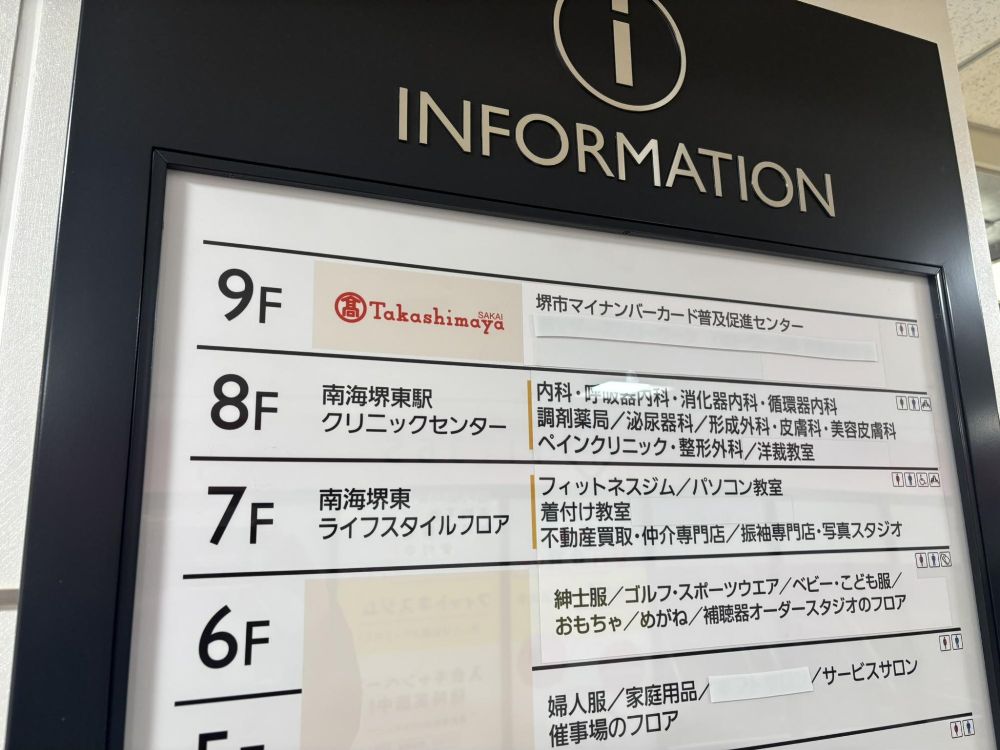 i
INFORMATION
9F
髙 Takashimaya
SAKAI
堺市マイナンバーカード普及促進センター
8F
南海堺東駅
クリニックセンター
内科・呼吸器内科・消化器内科・循環器内科
調剤薬局／泌尿器科／形成外科・皮膚科・美容皮膚科
ペインクリニック・整形外科／洋裁教室
7F
南海堺東
ライフスタイルフロア
フィットネスジム／パソコン教室
着付け教室
不動産買取・仲介専門店／振袖専門店・写真スタジオ
6F
紳士服／ゴルフ・スポーツウエア／ベビー・こども服／
おもちゃ／めがね／補聴器オーダースタジオのフロア
婦人服／家庭用品／
／サービスサロン
催事場のフロア